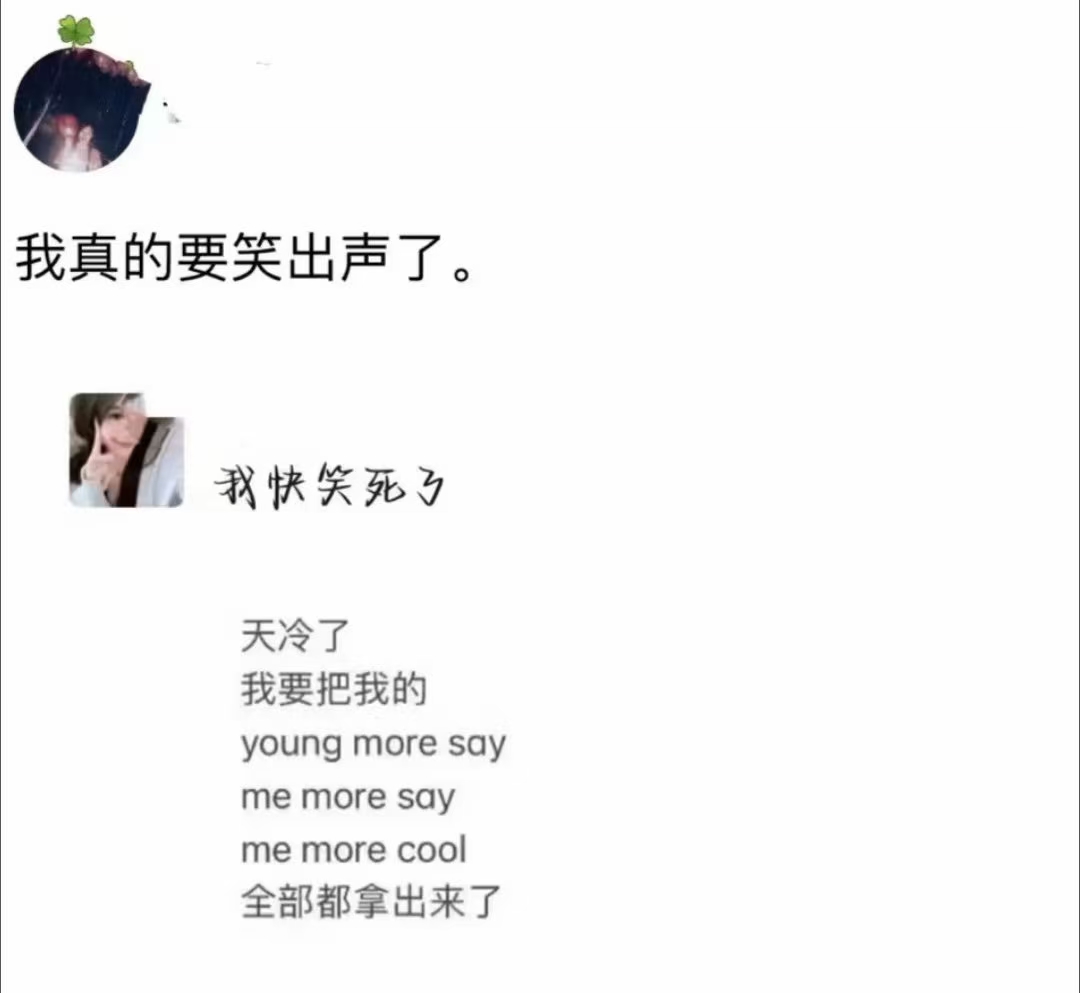 我真的要笑出声了。
我快笑死了
天冷了
我要把我的
young more say
me more say
me more cool
全部都拿出来了